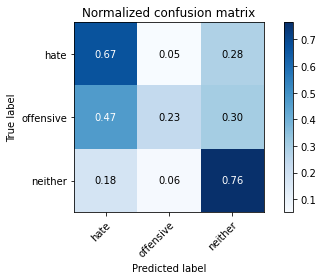 Normalized confusion matrix
True label
hate 0.67 0.05 0.28
offensive 0.47 0.23 0.30
neither 0.18 0.06 0.76
hate offensive neither
Predicted label
0.7
0.6
0.5
0.4
0.3
0.2
0.1